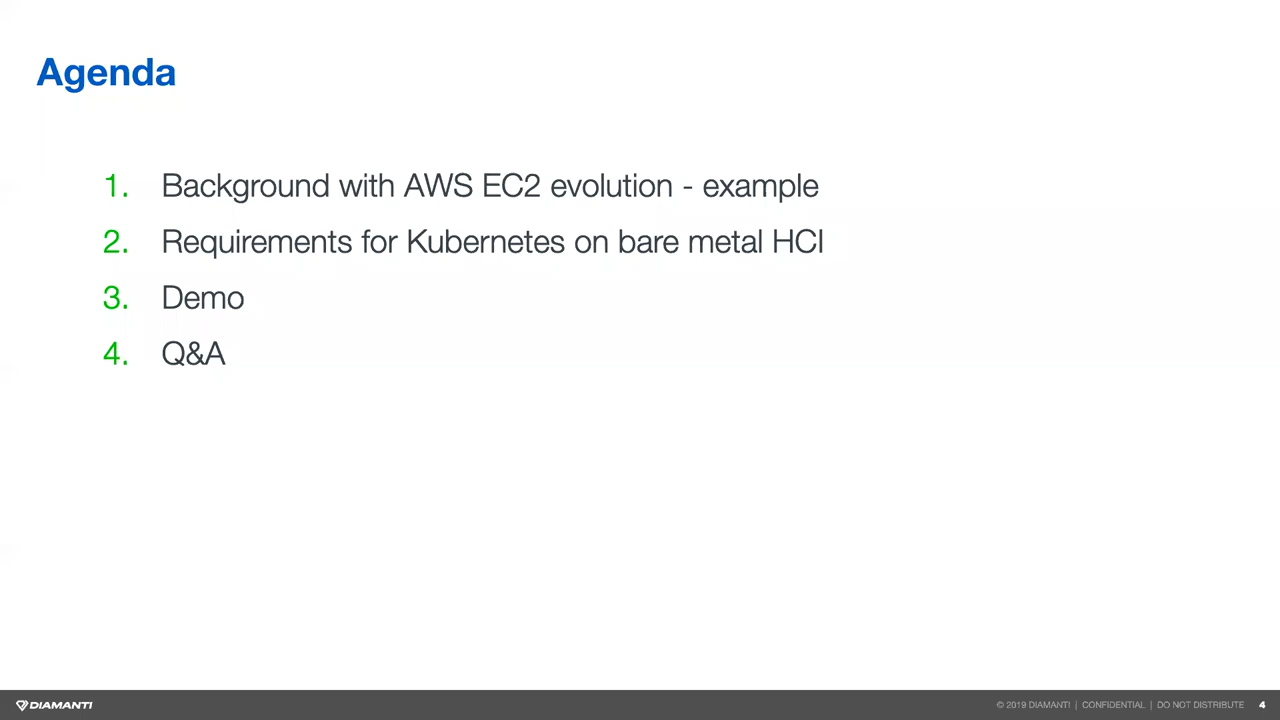 Agenda
1. Background with AWS EC2 evolution - example
2. Requirements for Kubernetes on bare metal HCI
3. Demo
4. Q&A
DIAMANTI
© 2019 DIAMANTI | CONFIDENTIAL | DO NOT DISTRIBUTE 4